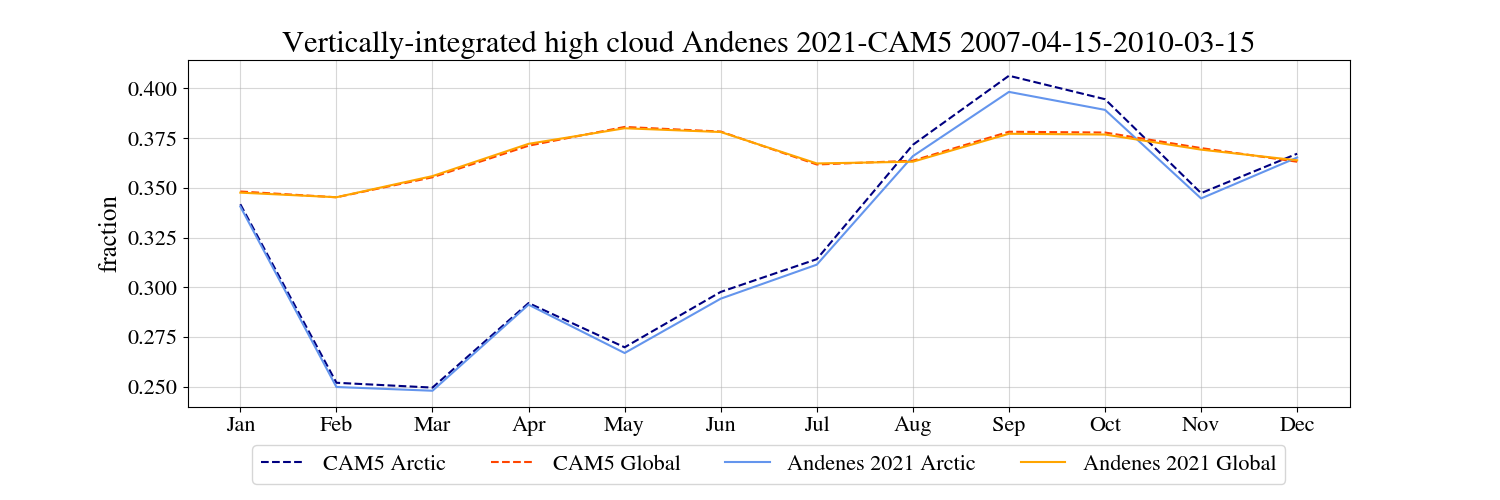 Vertically-integrated high cloud Andenes 2021-CAM5 2007-04-15-2010-03-15
fraction
0.400
0.375
0.350
0.325
0.300
0.275
0.250
Jan Feb Mar Apr May Jun Jul Aug Sep Oct Nov Dec
CAM5 Arctic CAM5 Global Andenes 2021 Arctic Andenes 2021 Global